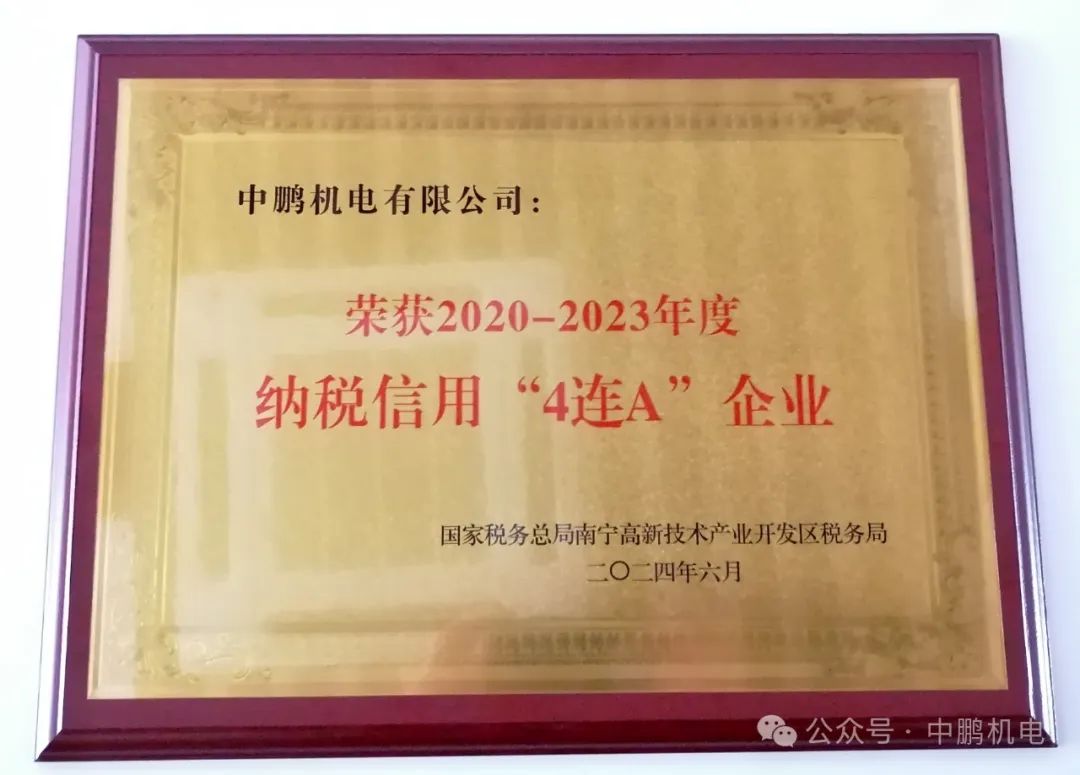 中鹏机电有限公司：
荣获2020-2023年度
纳税信用“4连A”企业
国家税务总局南宁高新技术产业开发区税务局
二〇二四年六月
公众号·中鹏机电